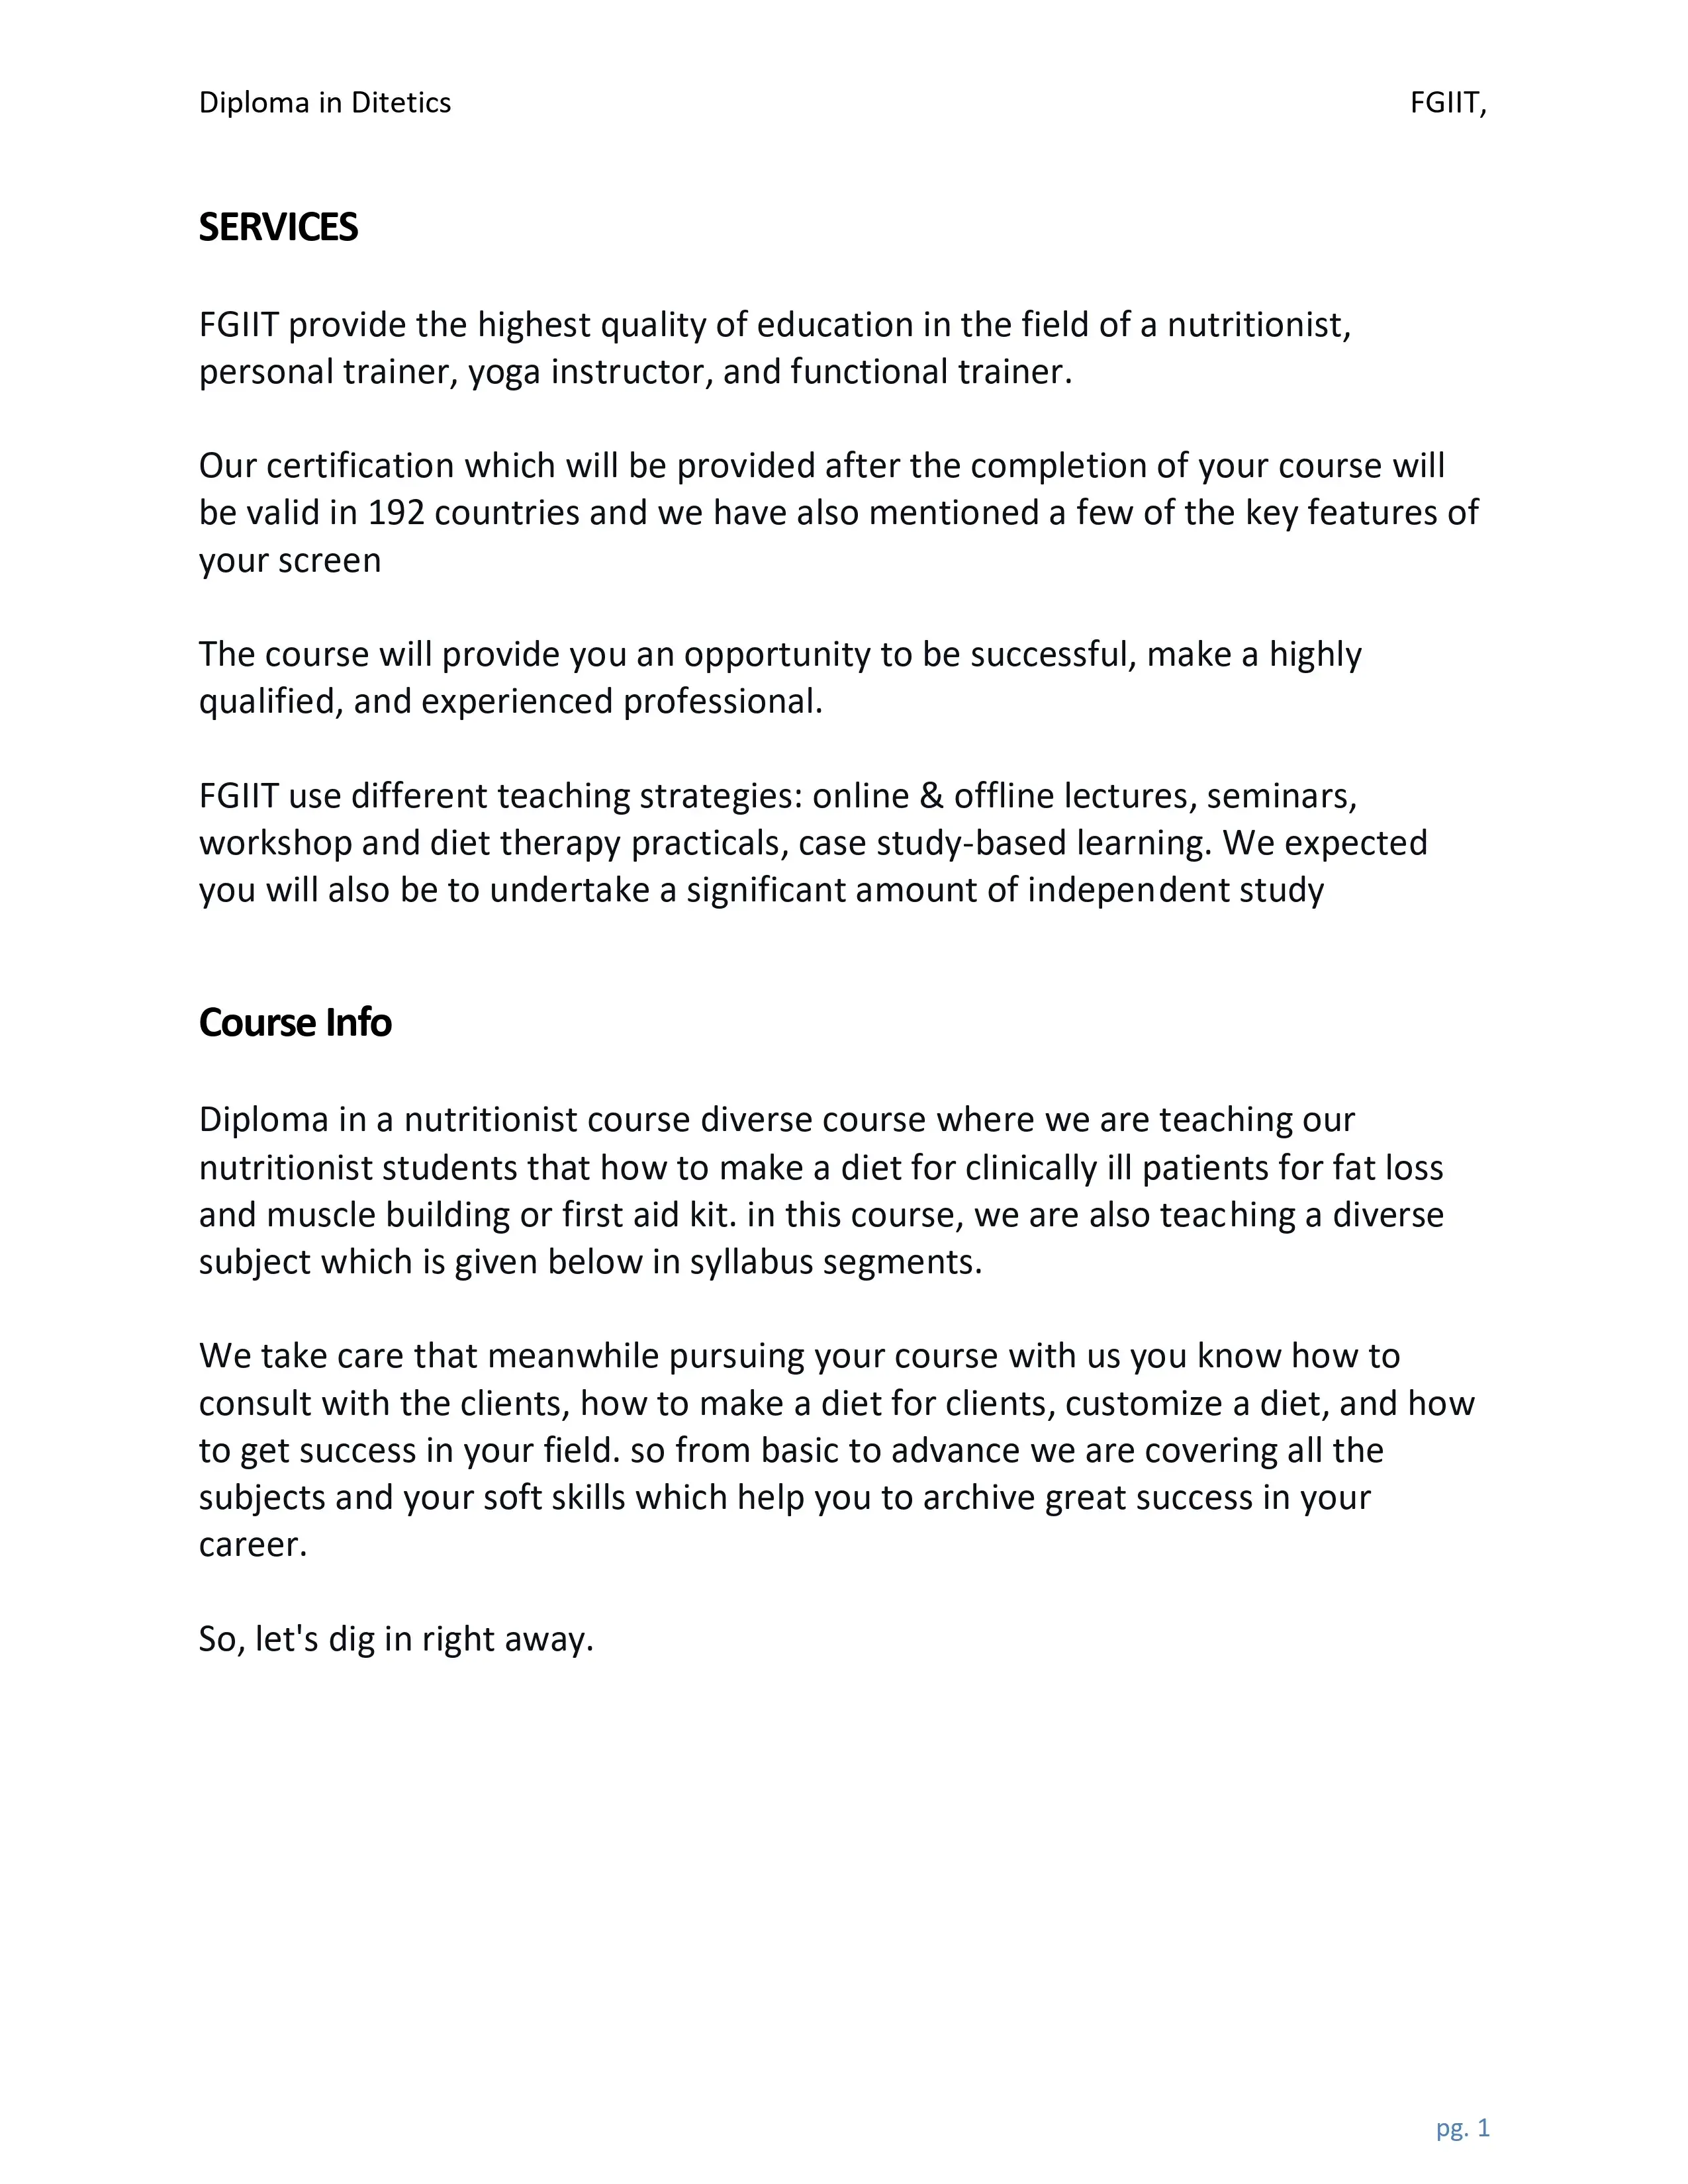 Diploma in Ditetics FGIIT,
SERVICES
FGIIT provide the highest quality of education in the field of a nutritionist,
personal trainer, yoga instructor, and functional trainer.
Our certification which will be provided after the completion of your course will
be valid in 192 countries and we have also mentioned a few of the key features of
your screen
The course will provide you an opportunity to be successful, make a highly
qualified, and experienced professional.
FGIIT use different teaching strategies: online & offline lectures, seminars,
workshop and diet therapy practicals, case study-based learning. We expected
you will also be to undertake a significant amount of independent study
Course Info
Diploma in a nutritionist course diverse course where we are teaching our
nutritionist students that how to make a diet for clinically ill patients for fat loss
and muscle building or first aid kit. in this course, we are also teaching a diverse
subject which is given below in syllabus segments.
We take care that meanwhile pursuing your course with us you know how to
consult with the clients, how to make a diet for clients, customize a diet, and how
to get success in your field. so from basic to advance we are covering all the
subjects and your soft skills which help you to archive great success in your
career.
So, let's dig in right away.
pg. 1